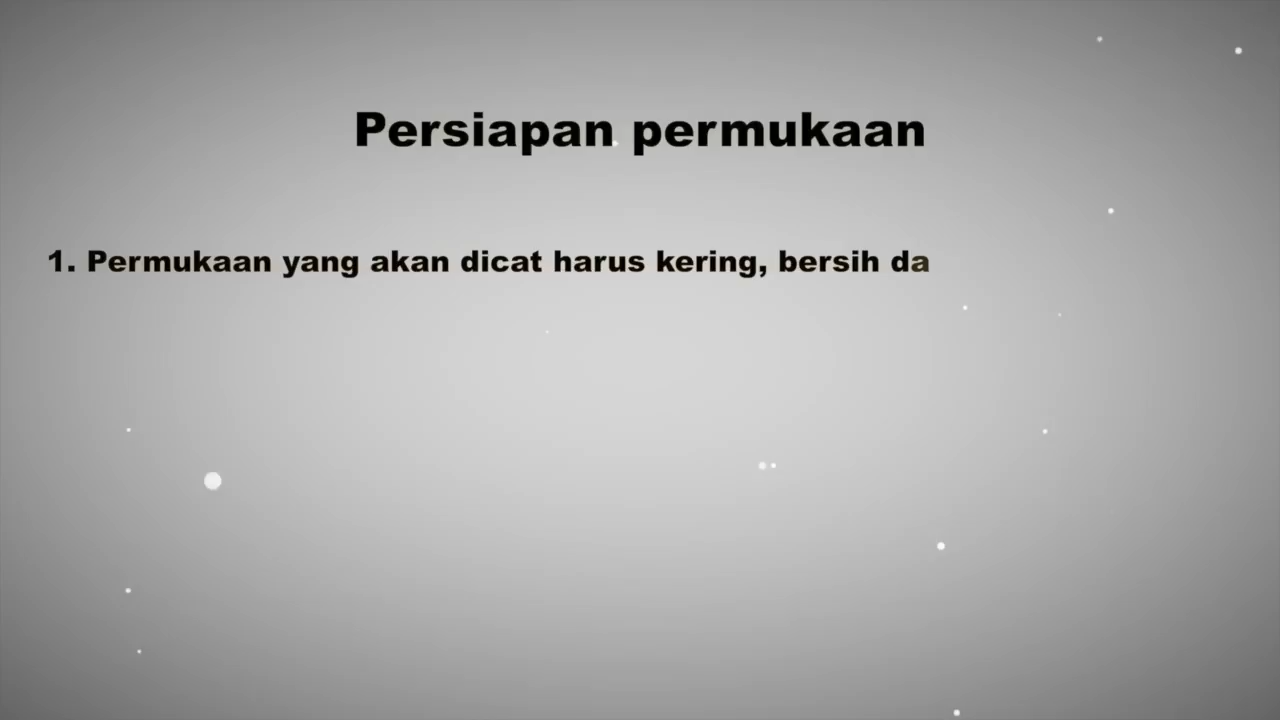 Persiapan permukaan
1. Permukaan yang akan dicat harus kering, bersih da